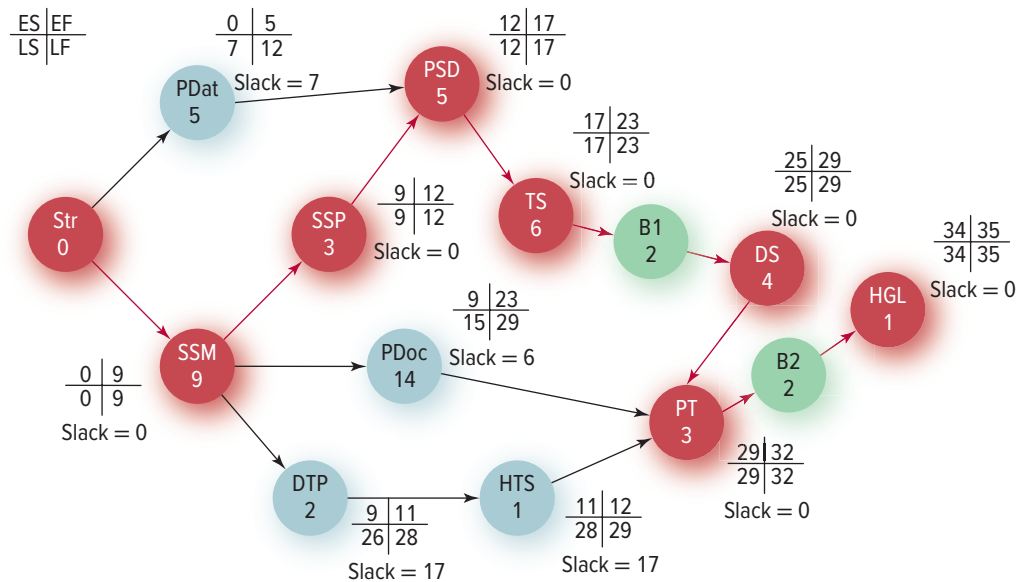 ES EF
LS LF
0 5
7 12
Slack = 7
PDat
5
12 17
12 17
Slack = 0
PSD
5
17 23
17 23
Slack = 0
TS
6
25 29
25 29
Slack = 0
DS
4
B1
2
9 12
9 12
Slack = 0
SSP
3
Str
0
34 35
34 35
Slack = 0
HGL
1
9 23
15 29
Slack = 6
PDoc
14
SSM
9
0 9
0 9
Slack = 0
B2
2
PT
3
29 32
29 32
Slack = 0
DTP
2
9 11
26 28
Slack = 17
HTS
1
11 12
28 29
Slack = 17